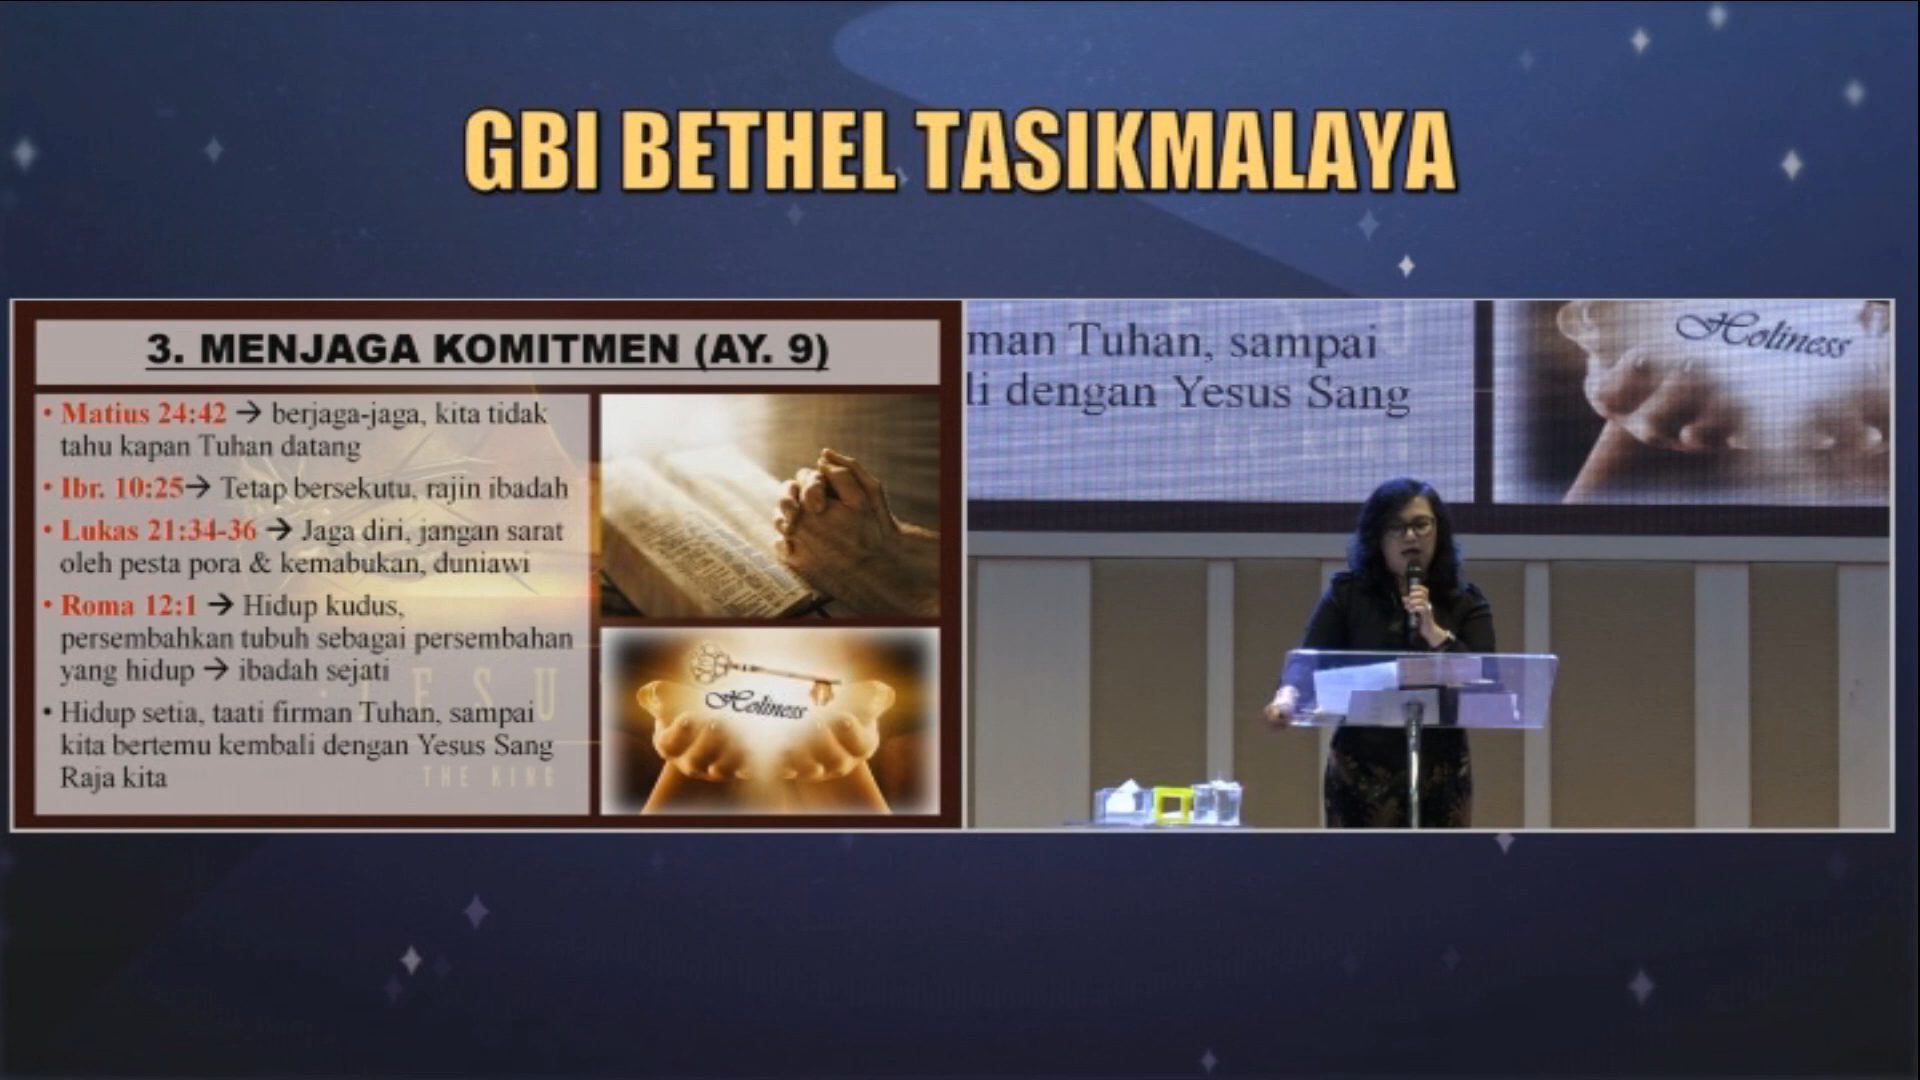 GBI BETHEL TASIKMALAYA
3. MENJAGA KOMITMEN (AY. 9)
• Matius 24:42 → berjaga-jaga, kita tidak
tahu kapan Tuhan datang
• Ibr. 10:25→ Tetap bersekutu, rajin ibadah
• Lukas 21:34-36 → Jaga diri, jangan sarat
oleh pesta pora & kemabukan, duniawi
• Roma 12:1 → Hidup kudus,
persembahkan tubuh sebagai persembahan
yang hidup → ibadah sejati
• Hidup setia, taati firman Tuhan, sampai
kita bertemu kembali dengan Yesus Sang
Raja kita
JESU
THE KING
Holiness
man Tuhan, sampai
li dengan Yesus Sang
Holiness